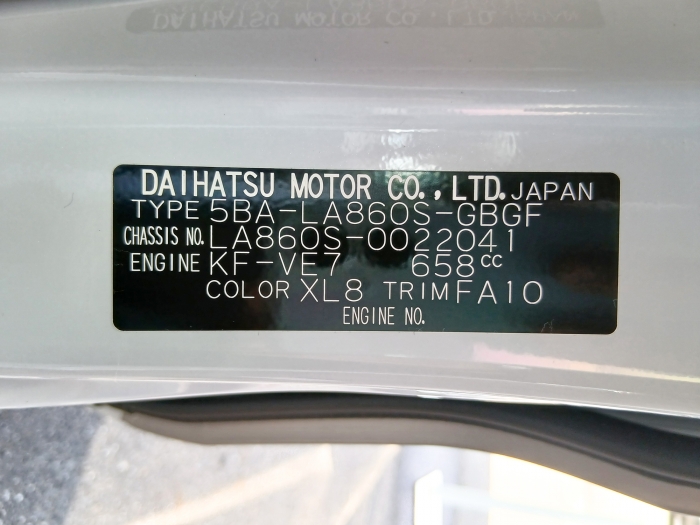 DAIHATSU MOTOR CO., LTD. JAPAN
TYPE 5BA-LA860S-GBGF
CHASSIS NO. LA860S-0022041
ENGINE KF-VE7 658cc
COLOR XL8 TRIM FA10
ENGINE NO.